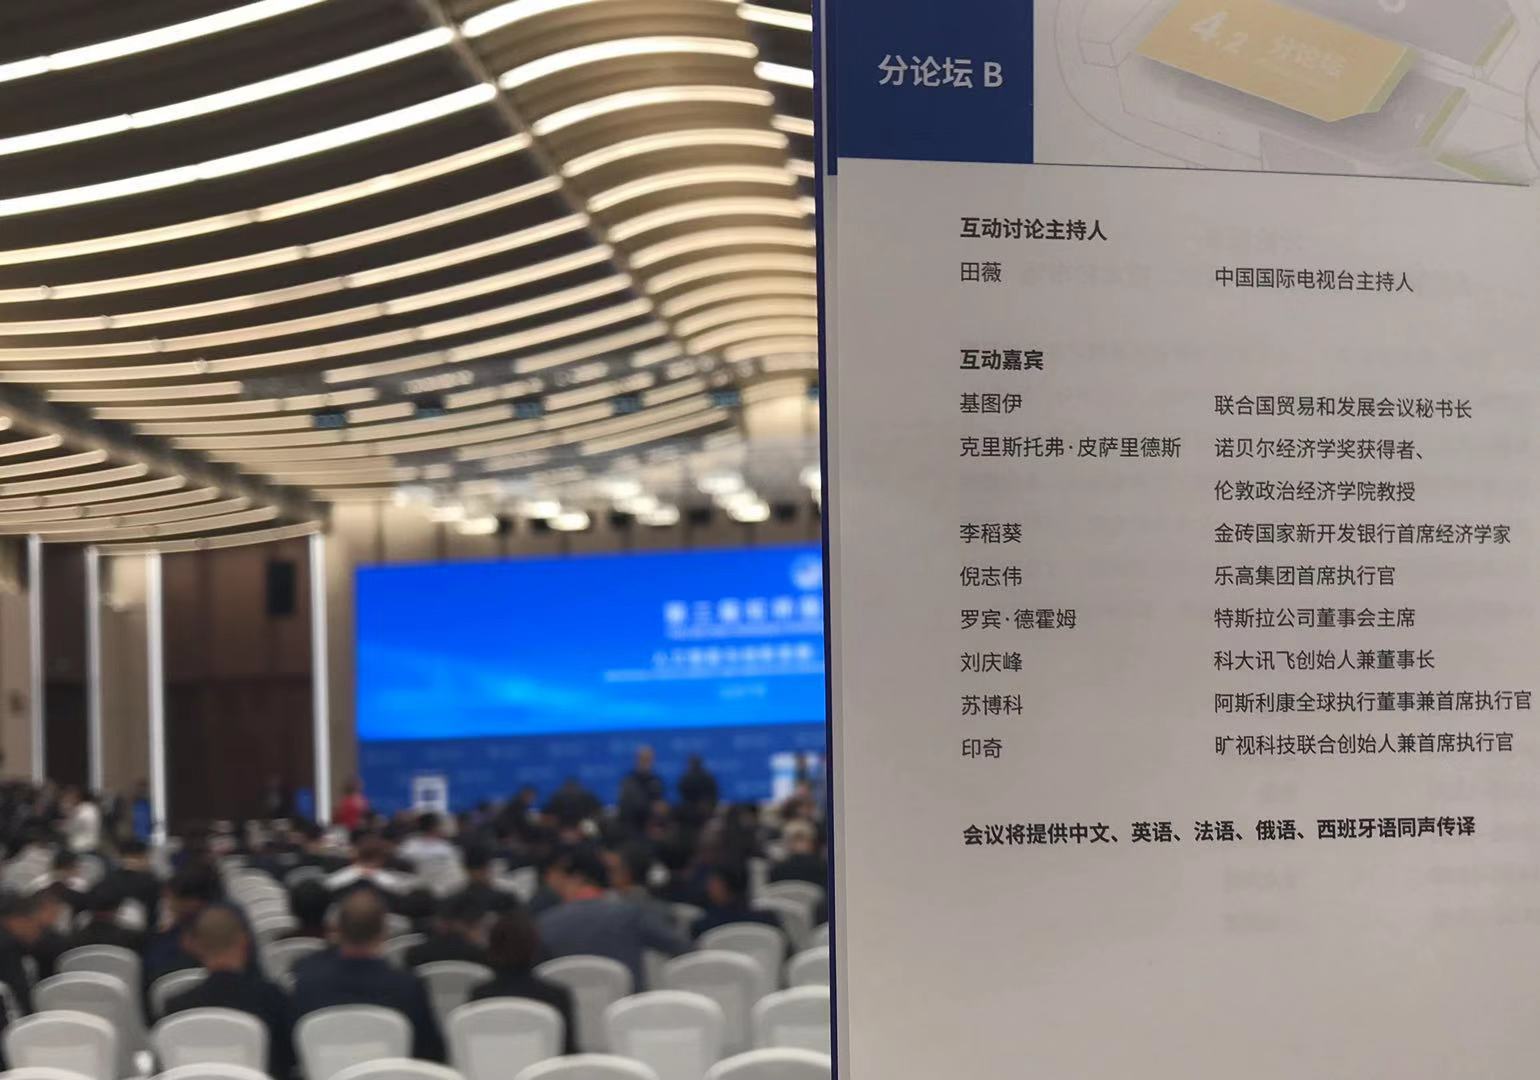 分论坛 B
4.2 分论坛
互动讨论主持人
田薇 中国国际电视台主持人
互动嘉宾
基图伊 联合国贸易和发展会议秘书长
克里斯托弗·皮萨里德斯 诺贝尔经济学奖获得者、
伦敦政治经济学院教授
李稻葵 金砖国家新开发银行首席经济学家
倪志伟 乐高集团首席执行官
罗宾·德霍姆 特斯拉公司董事会主席
刘庆峰 科大讯飞创始人兼董事长
苏博科 阿斯利康全球执行董事兼首席执行官
印奇 旷视科技联合创始人兼首席执行官
会议将提供中文、英语、法语、俄语、西班牙语同声传译